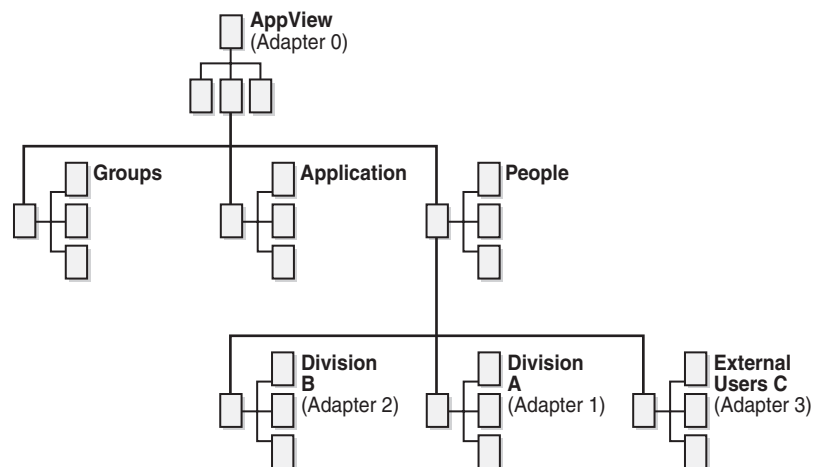 AppView
(Adapter 0)
Groups
Application
People
Division
B
(Adapter 2)
Division
A
(Adapter 1)
External
Users C
(Adapter 3)